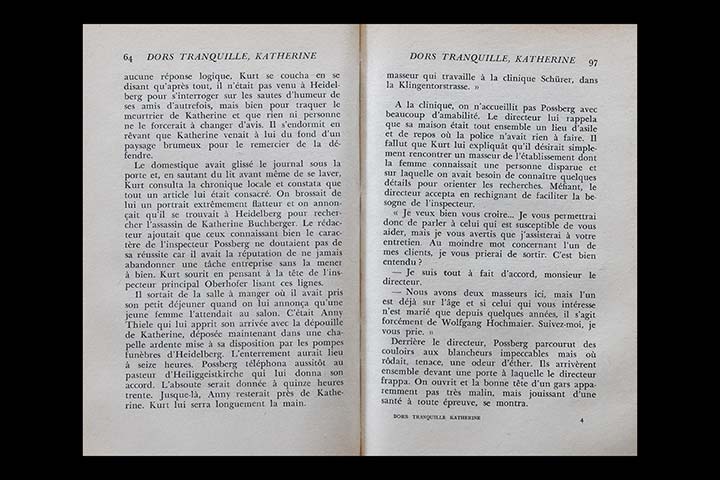 64 DORS TRANQUILLE, KATHERINE
aucune réponse logique, Kurt se coucha en se
disant qu'après tout, il n'était pas venu à Heidel-
berg pour s'interroger sur les sautes d'humeur de
ses amis d'autrefois, mais bien pour traquer le
meurtrier de Katherine et que rien ni personne
ne le forcerait à changer d'avis. Il s'endormit en
rêvant que Katherine venait à lui du fond d'un
paysage brumeux pour le remercier de la dé-
fendre.
Le domestique avait glissé le journal sous la
porte et, en sautant du lit avant même de se laver,
Kurt consulta la chronique locale et constata que
tout un article lui était consacré. On brossait de
lui un portrait extrêmement flatteur et on annon-
çait qu'il se trouvait à Heidelberg pour recher-
cher l'assassin de Katherine Buchberger. Le rédac-
teur ajoutait que ceux connaissant bien le carac-
tère de l'inspecteur Possberg ne doutaient pas de
sa réussite car il avait la réputation de ne jamais
abandonner une tâche entreprise sans la mener
à bien. Kurt sourit en pensant à la tête de l'ins-
pecteur principal Oberhofer lisant ces lignes.
Il sortait de la salle à manger où il avait pris
son petit déjeuner quand on lui annonça qu'une
jeune femme l'attendait au salon. C'était Anny
Thiele qui lui apprit son arrivée avec la dépouille
de Katherine, déposée maintenant dans une cha-
pelle ardente mise à sa disposition par les pompes
funèbres d'Heidelberg. L'enterrement aurait lieu
à seize heures. Possberg téléphona aussitôt au
pasteur d'Heiliggeistkirche qui lui donna son
accord. L'absoute serait donnée à quinze heures
trente. Jusque-là, Anny resterait près de Kathe-
rine. Kurt lui serra longuement la main.
DORS TRANQUILLE, KATHERINE 97
masseur qui travaille à la clinique Schürer, dans
la Klingentorstrasse. »
A la clinique, on n'accueillit pas Possberg avec
beaucoup d'amabilité. Le directeur lui rappela
que sa maison était tout ensemble un lieu d'asile
et de repos où la police n'avait rien à faire. Il
fallut que Kurt lui expliquât qu'il désirait simple-
ment rencontrer un masseur de l'établissement dont
la femme connaissait une personne disparue et
sur laquelle on avait besoin de connaître quelques
détails pour orienter les recherches. Méfiant, le
directeur accepta en rechignant de faciliter la be-
sogne de l'inspecteur.
« Je veux bien vous croire... Je vous permettrai
donc de parler à celui qui est susceptible de vous
aider, mais je vous avertis que j'assisterai à votre
entretien. Au moindre mot concernant l'un de
mes clients, je vous prierai de sortir. C'est bien
entendu ?
— Je suis tout à fait d'accord, monsieur le
directeur.
— Nous avons deux masseurs ici, mais l'un
est déjà sur l'âge et si celui qui vous intéresse
n'est marié que depuis quelques années, il s'agit
forcément de Wolfgang Hochmaier. Suivez-moi, je
vous prie. »
Derrière le directeur, Possberg parcourut des
couloirs aux blancheurs impeccables mais où
rôdait, tenace, une odeur d'éther. Ils arrivèrent
ensemble devant une porte à laquelle le directeur
frappa. On ouvrit et la bonne tête d'un gars appa-
remment pas très malin, mais jouissant d'une
santé à toute épreuve, se montra.
DORS TRANQUILLE KATHERINE 4